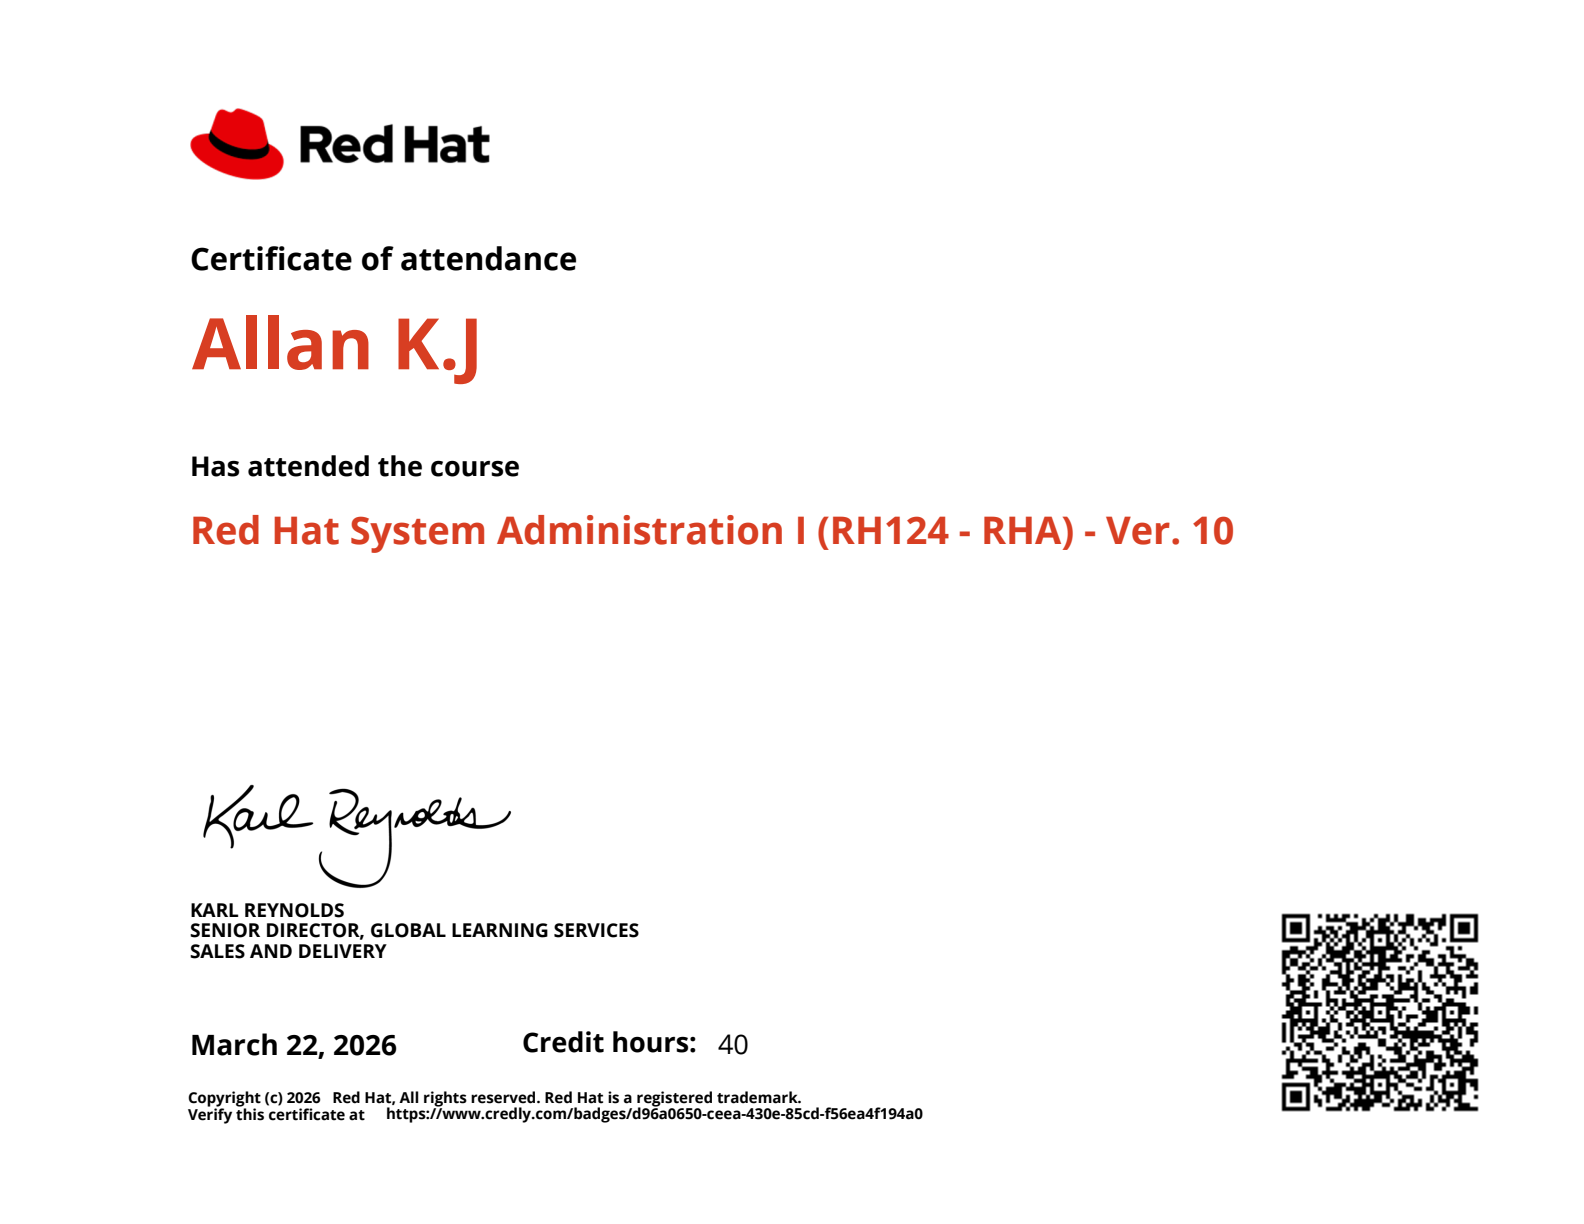 Red Hat
Certificate of attendance
Allan K.J
Has attended the course
Red Hat System Administration I (RH124 - RHA) - Ver. 10
Karl Reynolds
KARL REYNOLDS
SENIOR DIRECTOR, GLOBAL LEARNING SERVICES
SALES AND DELIVERY
March 22, 2026 Credit hours: 40
Copyright (c) 2026 Red Hat, All rights reserved. Red Hat is a registered trademark.
Verify this certificate at https://www.credly.com/badges/d96a0650-ceea-430e-85cd-f56ea4f194a0